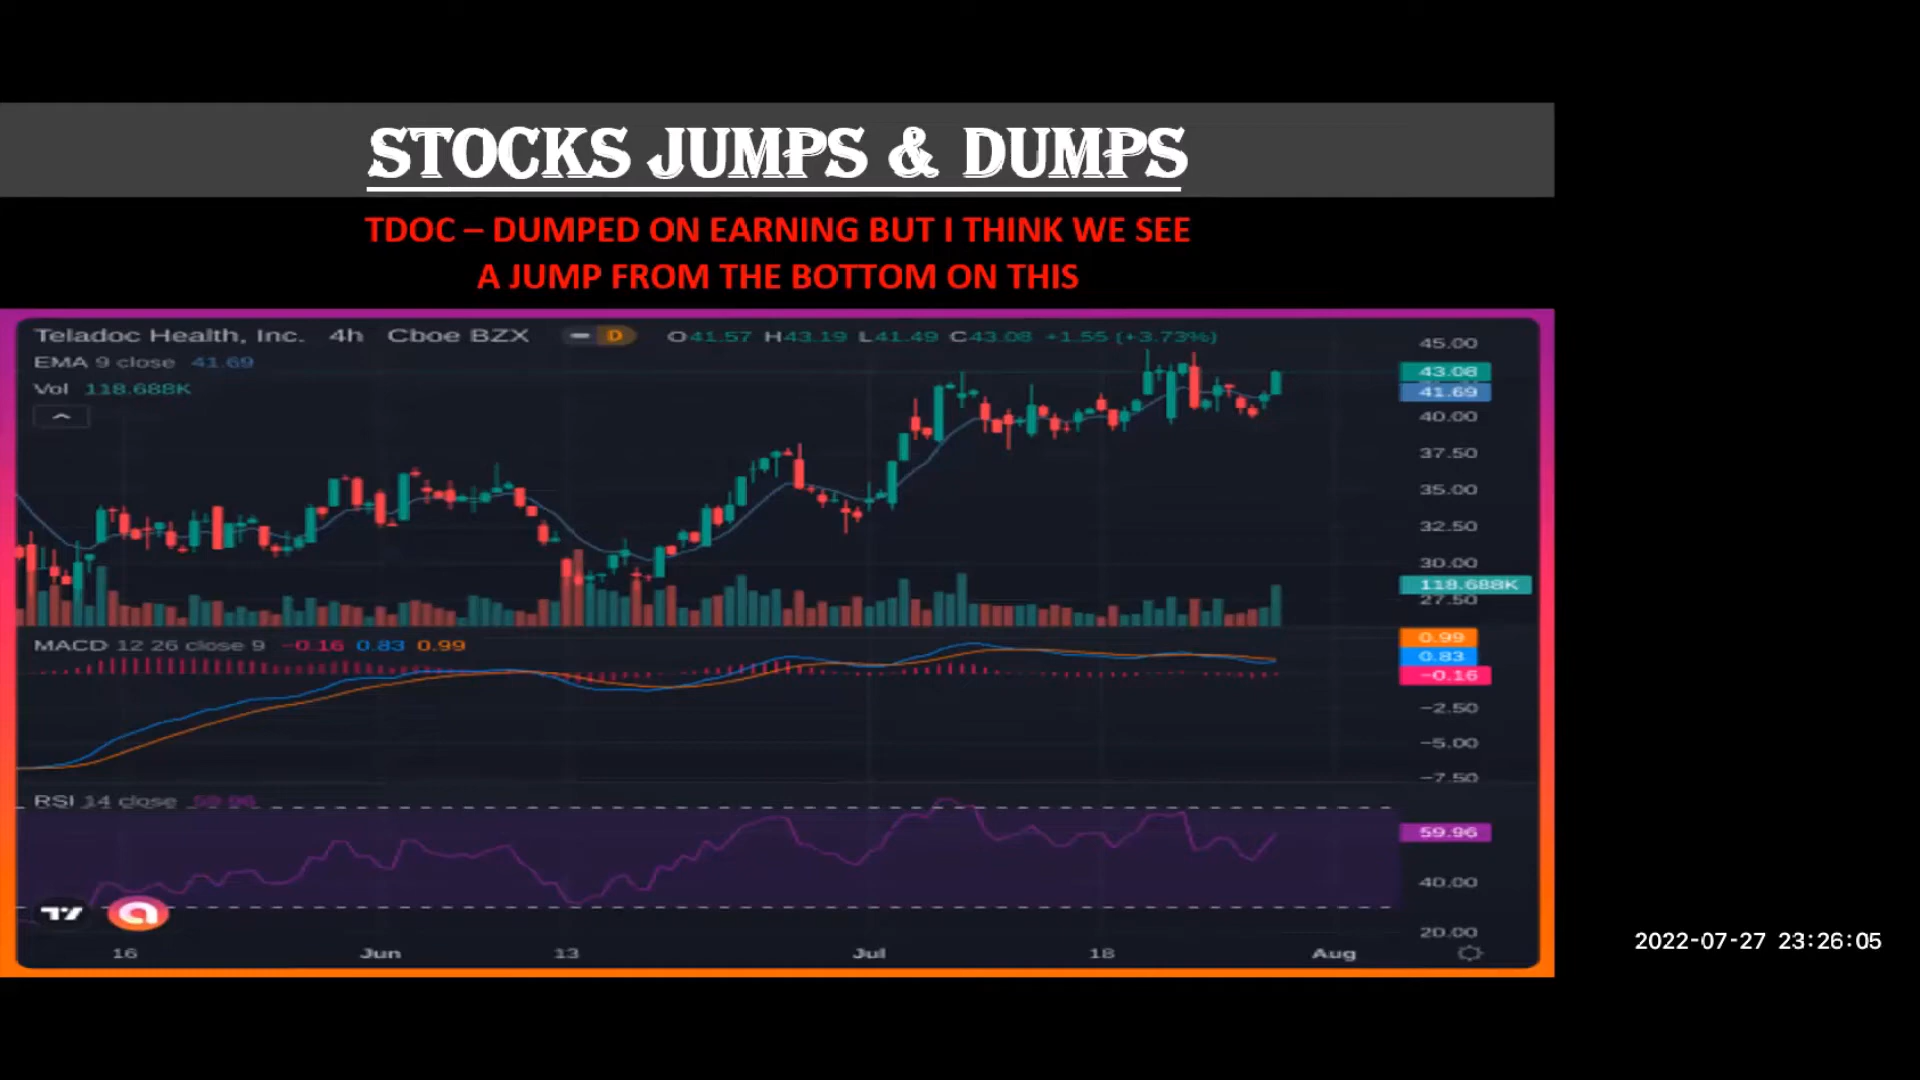 STOCKS JUMPS & DUMPS
TDOC – DUMPED ON EARNING BUT I THINK WE SEE
A JUMP FROM THE BOTTOM ON THIS
Teladoc Health, Inc. 4h Cboe BZX D O41.57 H43.19 L41.49 C43.08 +1.55 (+3.73%)
EMA 9 close 41.69
Vol 118.688K
45.00
43.08
41.69
40.00
37.50
35.00
32.50
30.00
118.688K
27.50
MACD 12 26 close 9 −0.16 0.83 0.99
0.99
0.83
−0.16
−2.50
−5.00
−7.50
RSI 14 close 59.96
59.96
40.00
20.00
16 Jun 13 Jul 18 Aug
2022-07-27 23:26:05